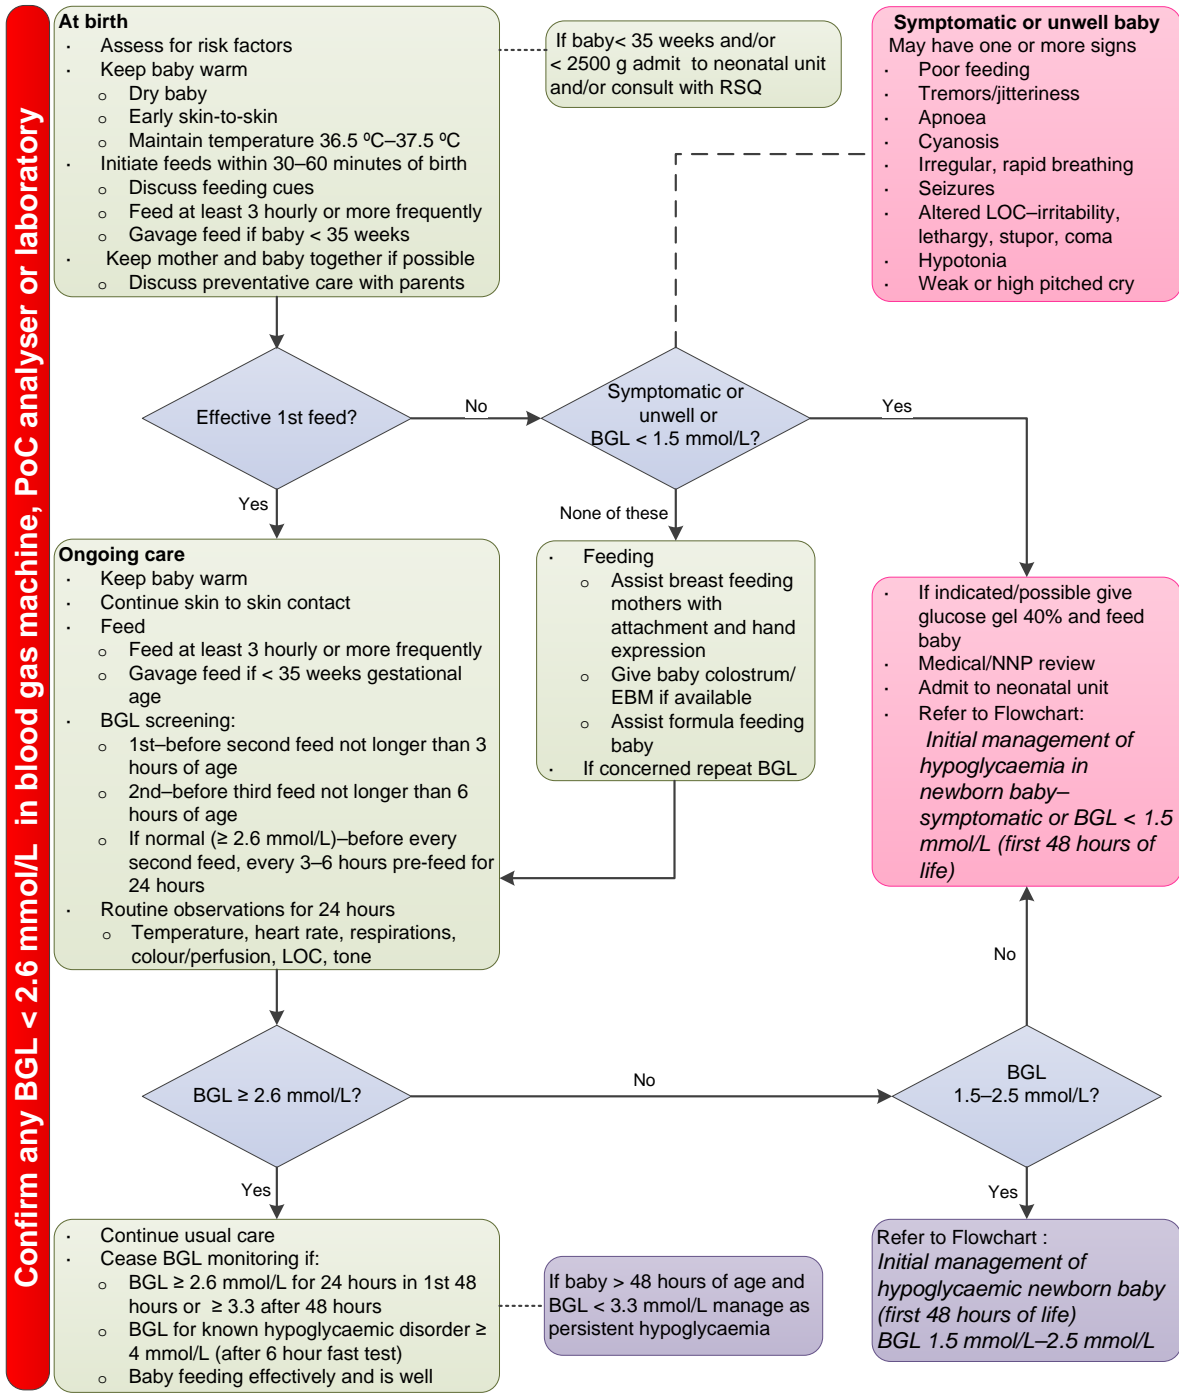 Confirm any BGL < 2.6 mmol/L in blood gas machine, PoC analyser or laboratory
At birth
· Assess for risk factors
· Keep baby warm
o Dry baby
o Early skin-to-skin
o Maintain temperature 36.5 ºC–37.5 ºC
· Initiate feeds within 30–60 minutes of birth
o Discuss feeding cues
o Feed at least 3 hourly or more frequently
o Gavage feed if baby < 35 weeks
· Keep mother and baby together if possible
o Discuss preventative care with parents
If baby< 35 weeks and/or
< 2500 g admit to neonatal unit
and/or consult with RSQ
Symptomatic or unwell baby
May have one or more signs
· Poor feeding
· Tremors/jitteriness
· Apnoea
· Cyanosis
· Irregular, rapid breathing
· Seizures
· Altered LOC–irritability,
lethargy, stupor, coma
· Hypotonia
· Weak or high pitched cry
Effective 1st feed?
No
Symptomatic or
unwell or
BGL < 1.5 mmol/L?
Yes
Yes
None of these
Ongoing care
· Keep baby warm
· Continue skin to skin contact
· Feed
o Feed at least 3 hourly or more frequently
o Gavage feed if < 35 weeks gestational
age
· BGL screening:
o 1st–before second feed not longer than 3
hours of age
o 2nd–before third feed not longer than 6
hours of age
o If normal (≥ 2.6 mmol/L)–before every
second feed, every 3–6 hours pre-feed for
24 hours
· Routine observations for 24 hours
o Temperature, heart rate, respirations,
colour/perfusion, LOC, tone
· Feeding
o Assist breast feeding
mothers with
attachment and hand
expression
o Give baby colostrum/
EBM if available
o Assist formula feeding
baby
· If concerned repeat BGL
· If indicated/possible give
glucose gel 40% and feed
baby
· Medical/NNP review
· Admit to neonatal unit
· Refer to Flowchart:
Initial management of
hypoglycaemia in
newborn baby–
symptomatic or BGL < 1.5
mmol/L (first 48 hours of
life)
No
BGL ≥ 2.6 mmol/L?
No
BGL
1.5–2.5 mmol/L?
Yes
Yes
· Continue usual care
· Cease BGL monitoring if:
o BGL ≥ 2.6 mmol/L for 24 hours in 1st 48
hours or ≥ 3.3 after 48 hours
o BGL for known hypoglycaemic disorder ≥
4 mmol/L (after 6 hour fast test)
o Baby feeding effectively and is well
If baby > 48 hours of age and
BGL < 3.3 mmol/L manage as
persistent hypoglycaemia
Refer to Flowchart :
Initial management of
hypoglycaemic newborn baby
(first 48 hours of life)
BGL 1.5 mmol/L–2.5 mmol/L